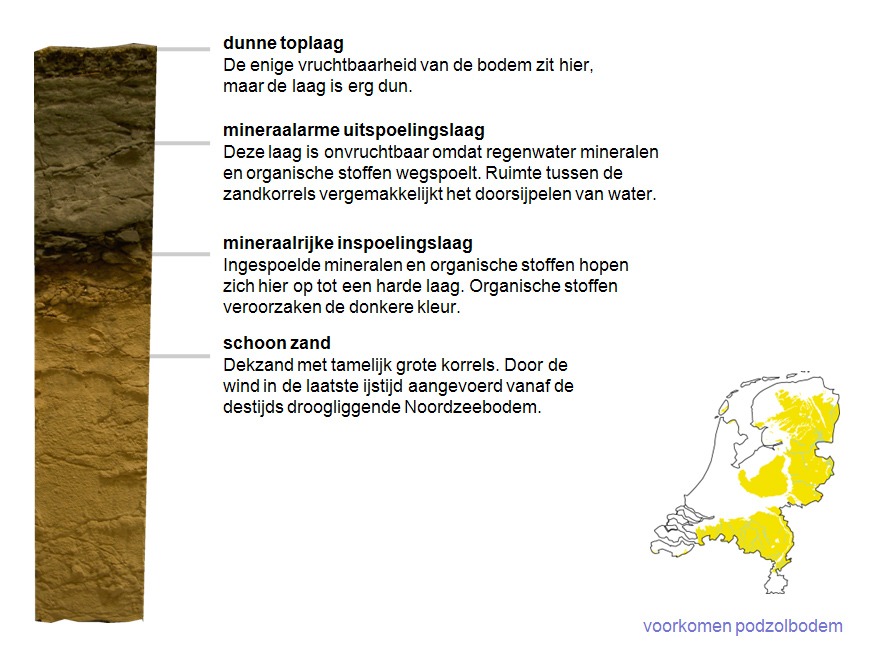 dunne toplaag
De enige vruchtbaarheid van de bodem zit hier,
maar de laag is erg dun.
mineraalarme uitspoelingslaag
Deze laag is onvruchtbaar omdat regenwater mineralen
en organische stoffen wegspoelt. Ruimte tussen de
zandkorrels vergemakkelijkt het doorsijpelen van water.
mineraalrijke inspoelingslaag
Ingespoelde mineralen en organische stoffen hopen
zich hier op tot een harde laag. Organische stoffen
veroorzaken de donkere kleur.
schoon zand
Dekzand met tamelijk grote korrels. Door de
wind in de laatste ijstijd aangevoerd vanaf de
destijds droogliggende Noordzeebodem.
voorkomen podzolbodem